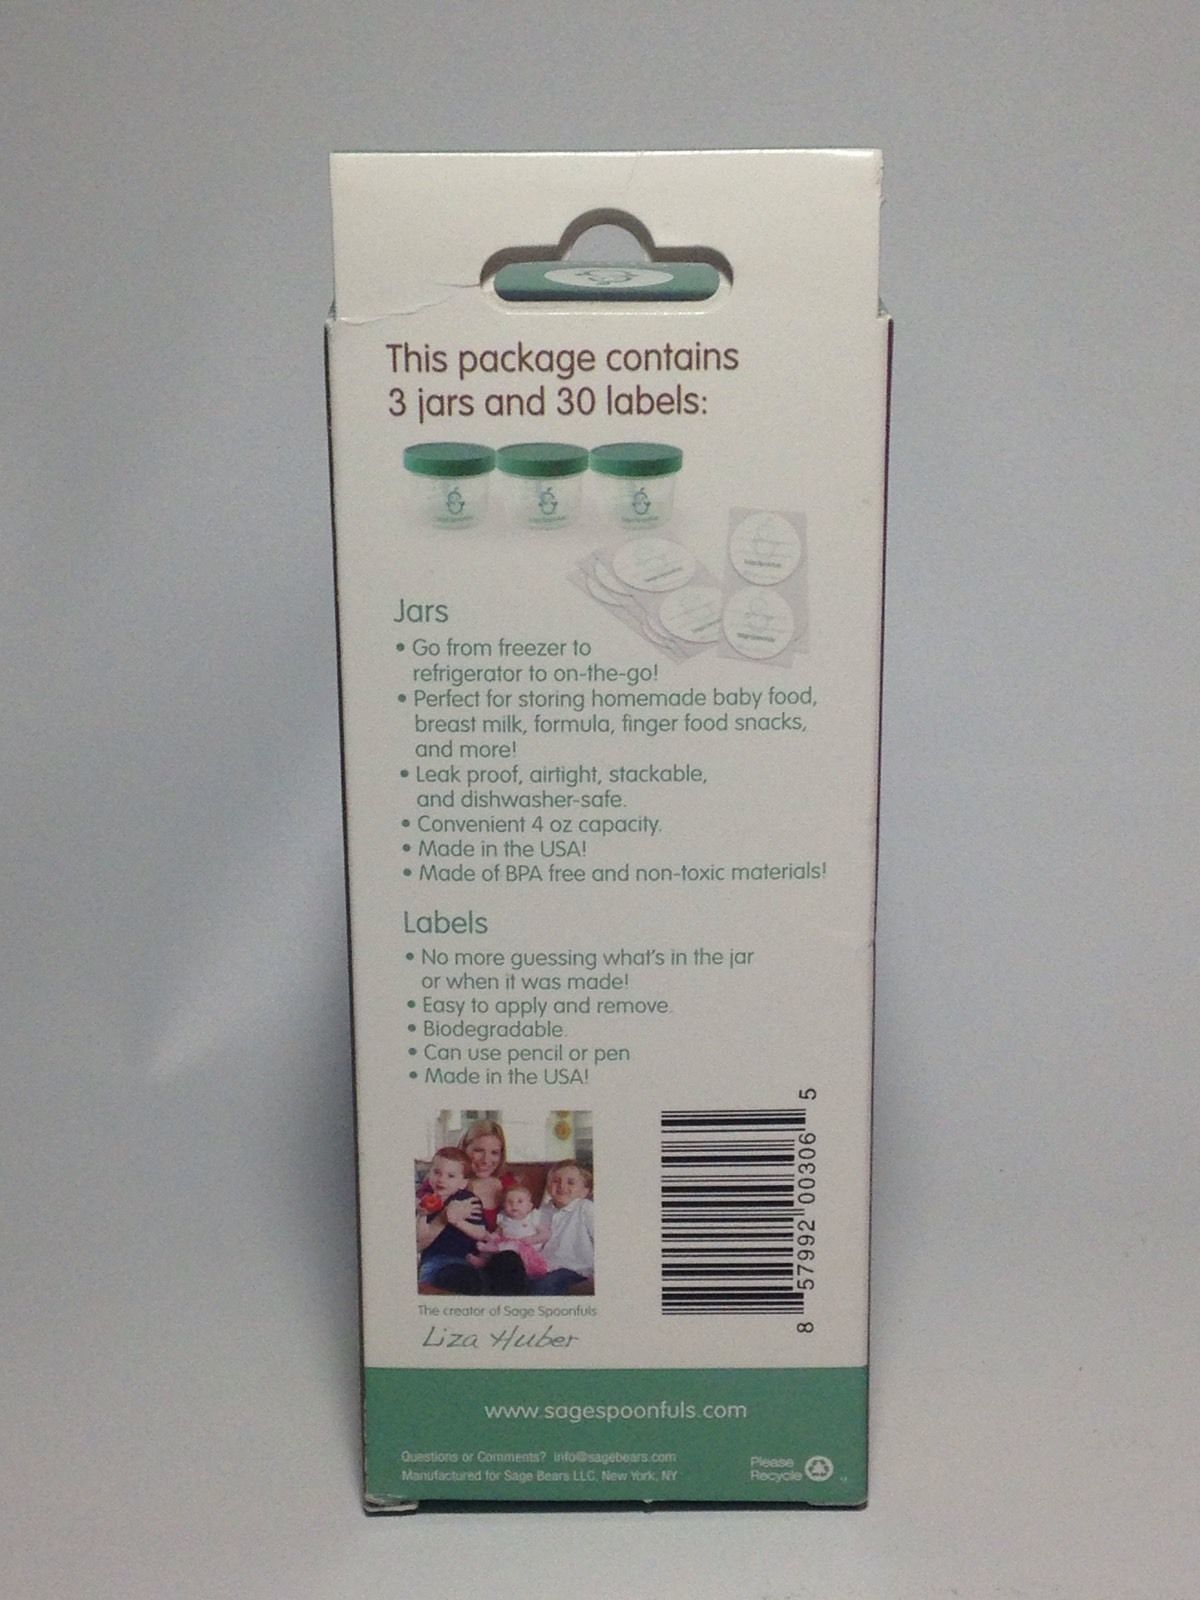 This package contains
3 jars and 30 labels:
Jars
• Go from freezer to
refrigerator to on-the-go!
• Perfect for storing homemade baby food,
breast milk, formula, finger food snacks,
and more!
• Leak proof, airtight, stackable,
and dishwasher-safe.
• Convenient 4 oz capacity.
• Made in the USA!
• Made of BPA free and non-toxic materials!
Labels
• No more guessing what's in the jar
or when it was made!
• Easy to apply and remove.
• Biodegradable.
• Can use pencil or pen
• Made in the USA!
8 57992 00306 5
The creator of Sage Spoonfuls
Liza Huber
www.sagespoonfuls.com
Questions or Comments? info@sagebears.com
Manufactured for Sage Bears LLC, New York, NY
Please
Recycle